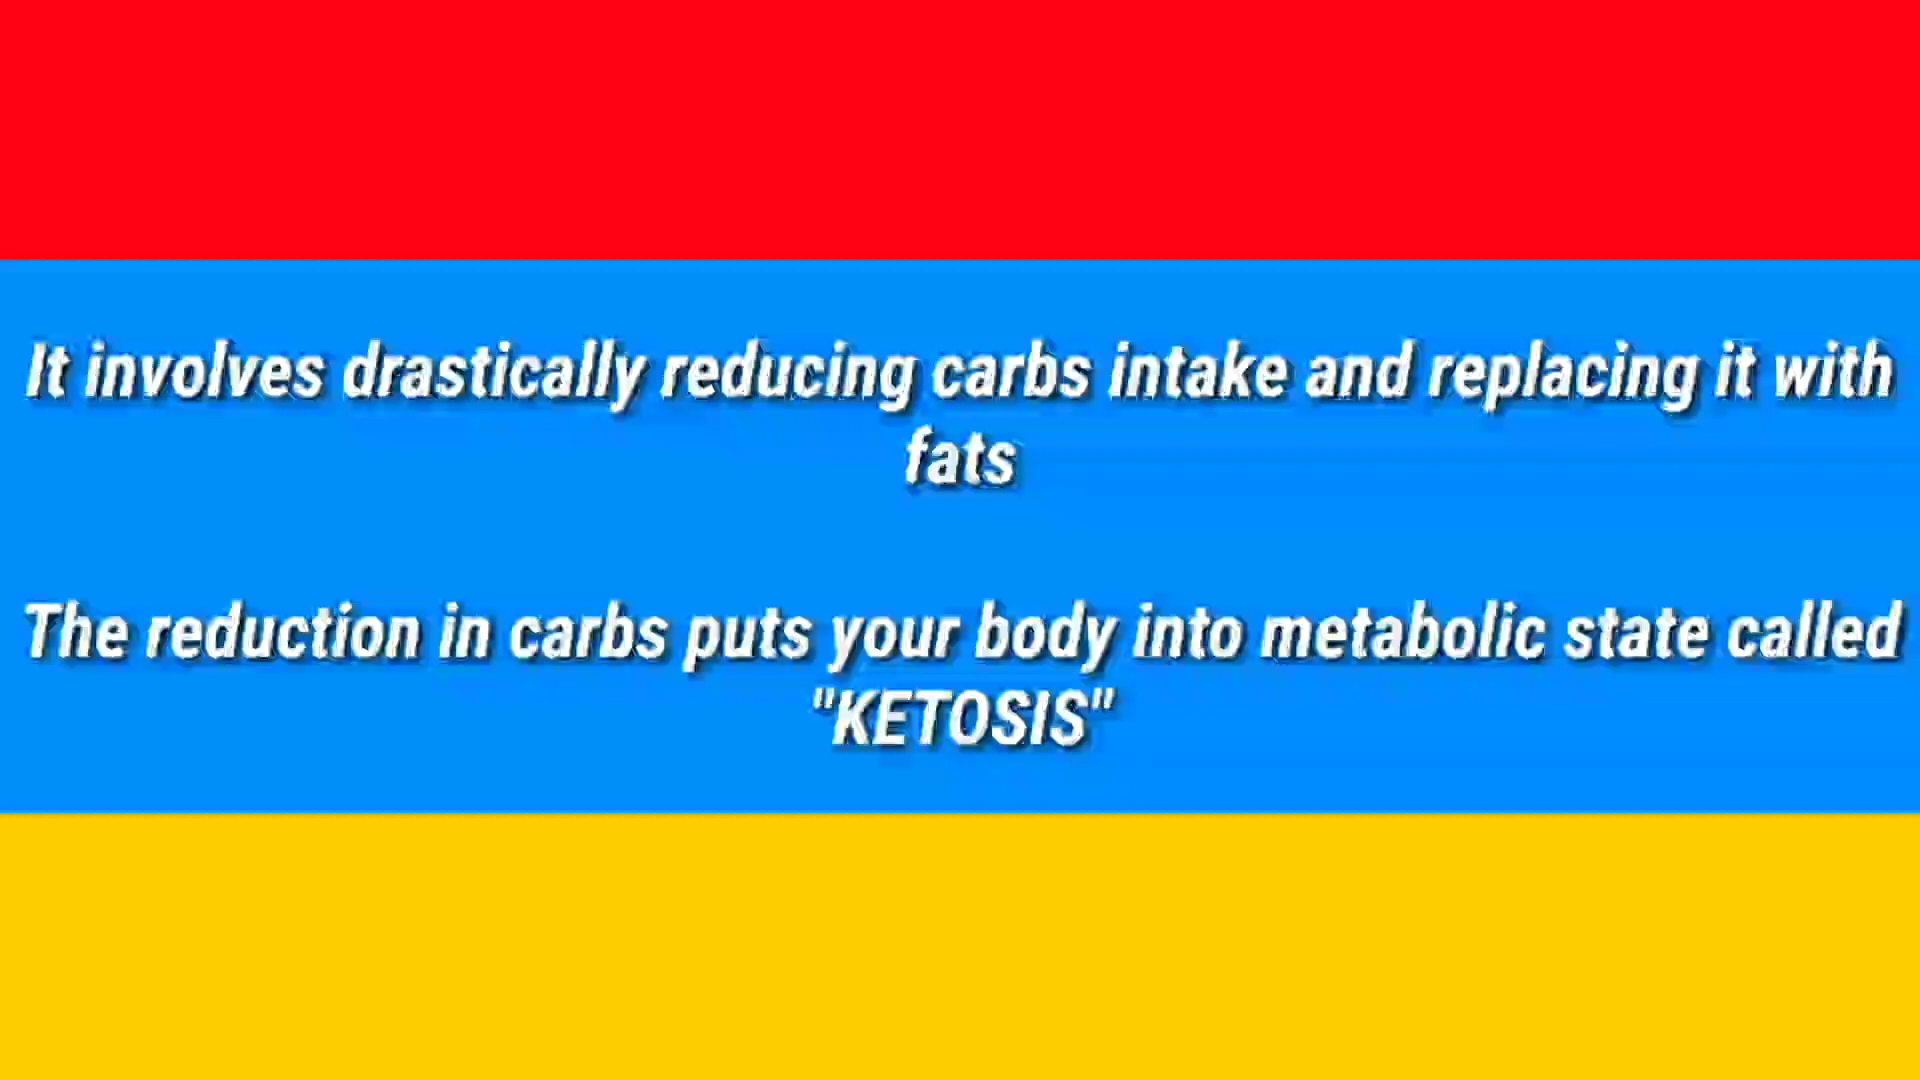 It involves drastically reducing carbs intake and replacing it with
fats
The reduction in carbs puts your body into metabolic state called
"KETOSIS"